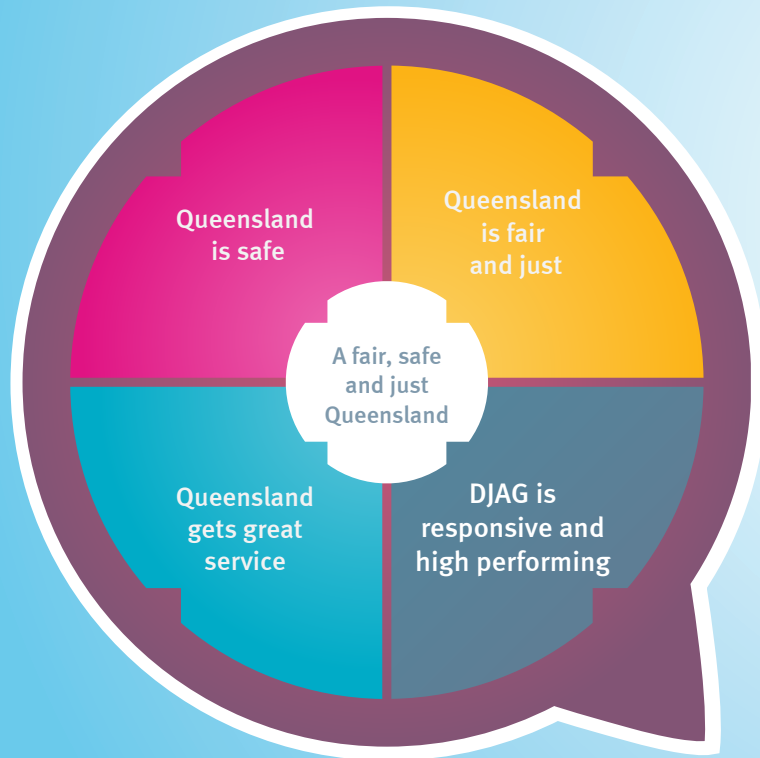 Queensland
is safe
Queensland
is fair
and just
A fair, safe
and just
Queensland
Queensland
gets great
service
DJAG is
responsive and
high performing